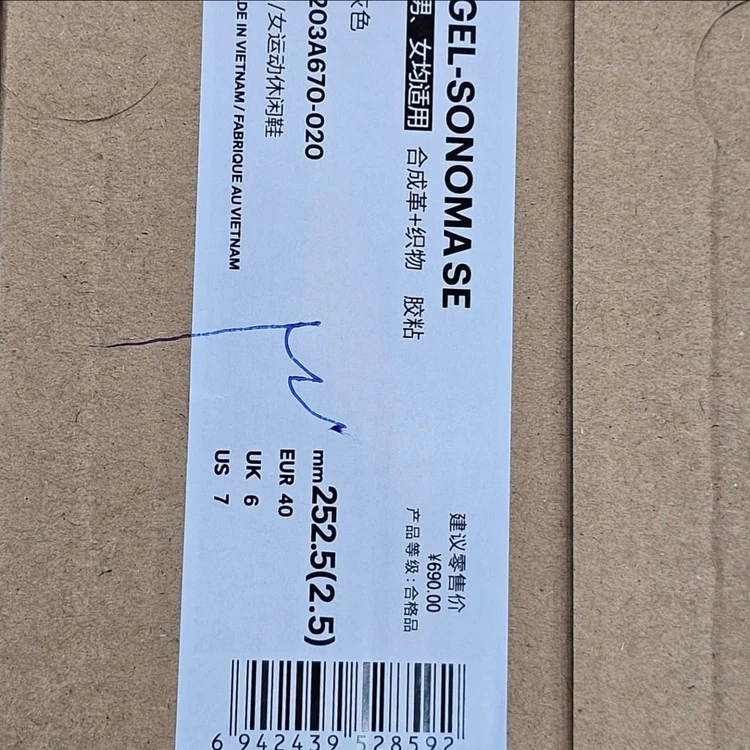 GEL-SONOMA SE
男、女均适用 合成革+织物 胶粘
灰色
203A670-020
/女运动休闲鞋
DE IN VIETNAM / FABRIQUE AU VIETNAM
建议零售价
¥690.00
产品等级:合格品
mm 252.5(2.5)
EUR 40
UK 6
US 7
6 942439 528592